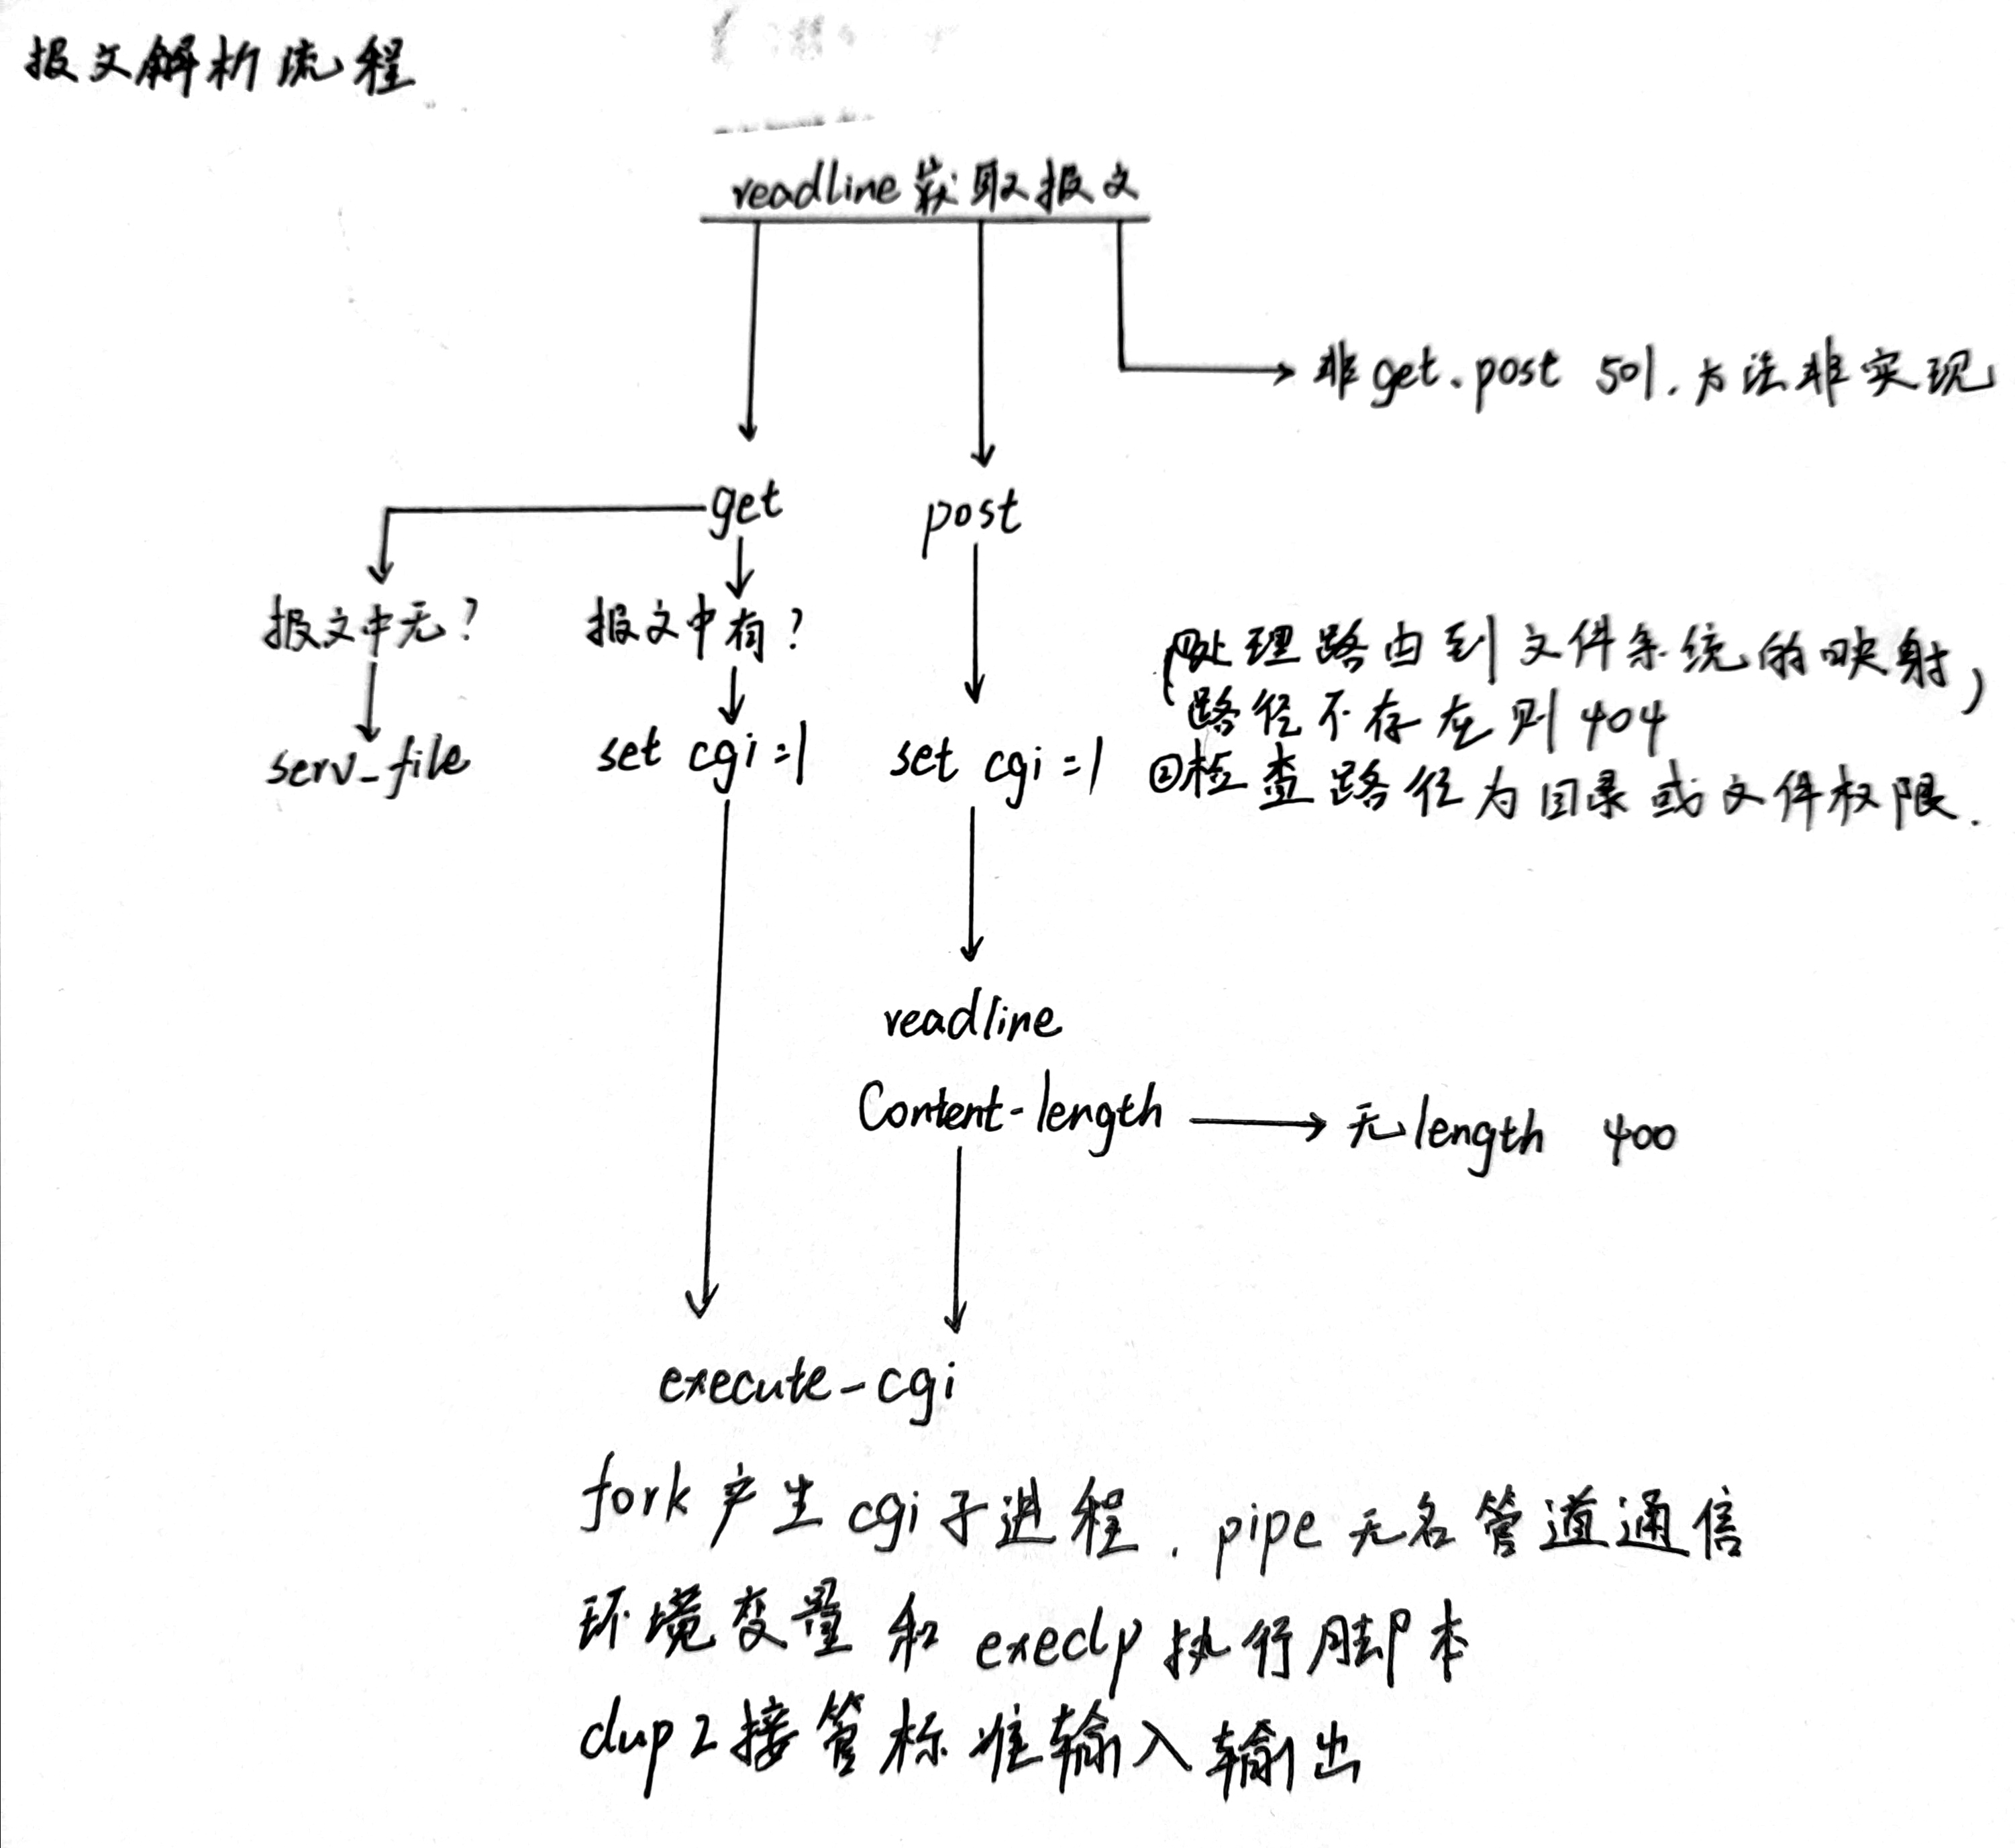 报文解析流程
readline获取报文
非get、post 501.方法非实现
get
post
报文中无?
报文中有?
①处理路由到文件系统的映射,
路径不存在则404
serv_file
set cgi=1
set cgi=1
②检查路径为目录或文件权限.
readline
Content-length
无length 400
execute-cgi
fork产生cgi子进程.pipe无名管道通信
环境变量和execlp执行脚本
dup2接管标准输入输出